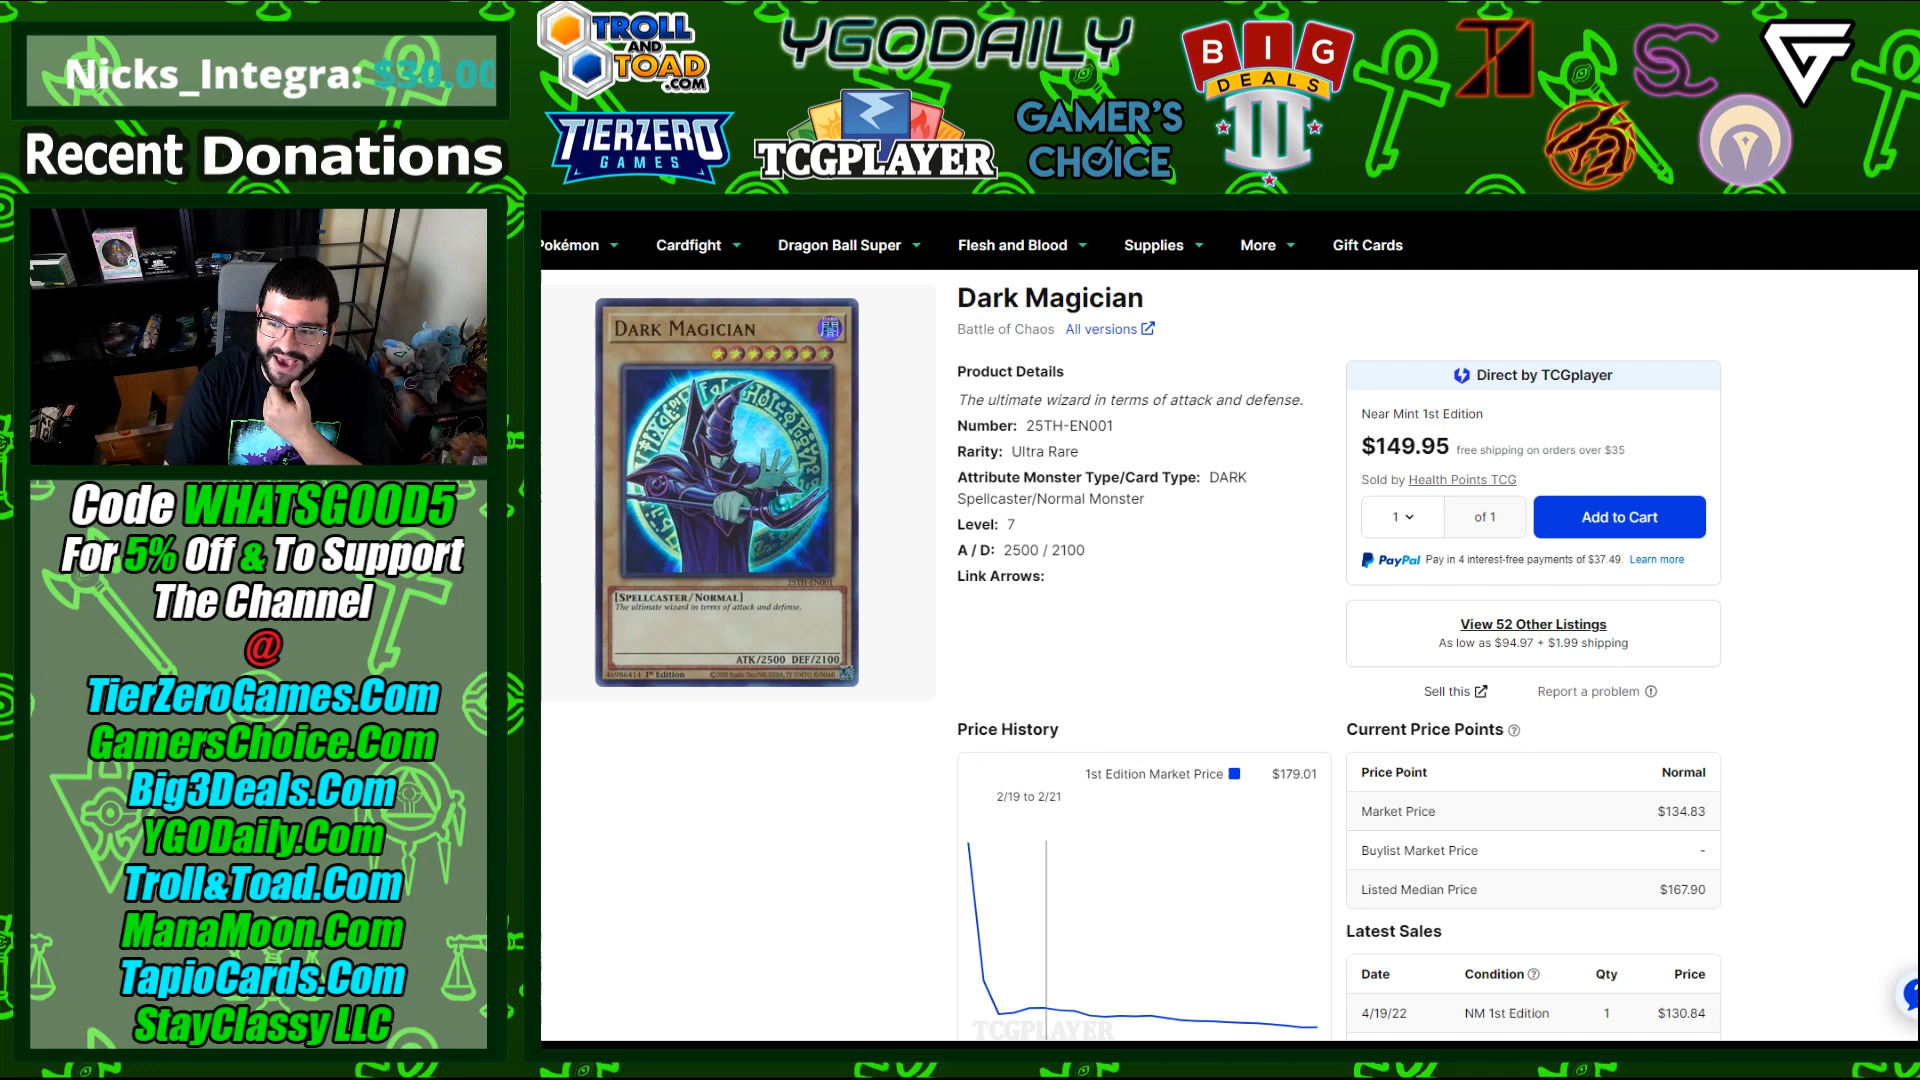 Nicks_Integra: $30.00
Recent Donations
TROLL AND TOAD .COM
YGODAILY
BIG DEALS III
TIERZERO GAMES
TCGPLAYER
GAMER'S CHOICE
Pokémon
Cardfight
Dragon Ball Super
Flesh and Blood
Supplies
More
Gift Cards
Code WHATSGOOD5
For 5% Off & To Support
The Channel
@
TierZeroGames.Com
GamersChoice.Com
Big3Deals.Com
YGODaily.Com
Troll&Toad.Com
ManaMoon.Com
TapioCards.Com
StayClassy LLC
DARK MAGICIAN
闇
25TH-EN001
[SPELLCASTER/NORMAL]
The ultimate wizard in terms of attack and defense.
ATK/2500 DEF/2100
46986414 1st Edition
Dark Magician
Battle of Chaos All versions
Product Details
The ultimate wizard in terms of attack and defense.
Number: 25TH-EN001
Rarity: Ultra Rare
Attribute Monster Type/Card Type: DARK
Spellcaster/Normal Monster
Level: 7
A / D: 2500 / 2100
Link Arrows:
Direct by TCGplayer
Near Mint 1st Edition
$149.95 free shipping on orders over $35
Sold by Health Points TCG
1 of 1 Add to Cart
PayPal Pay in 4 interest-free payments of $37.49. Learn more
View 52 Other Listings
As low as $94.97 + $1.99 shipping
Sell this Report a problem
Price History
1st Edition Market Price $179.01
2/19 to 2/21
TCGPLAYER
Current Price Points
Price Point Normal
Market Price $134.83
Buylist Market Price -
Listed Median Price $167.90
Latest Sales
Date Condition Qty Price
4/19/22 NM 1st Edition 1 $130.84